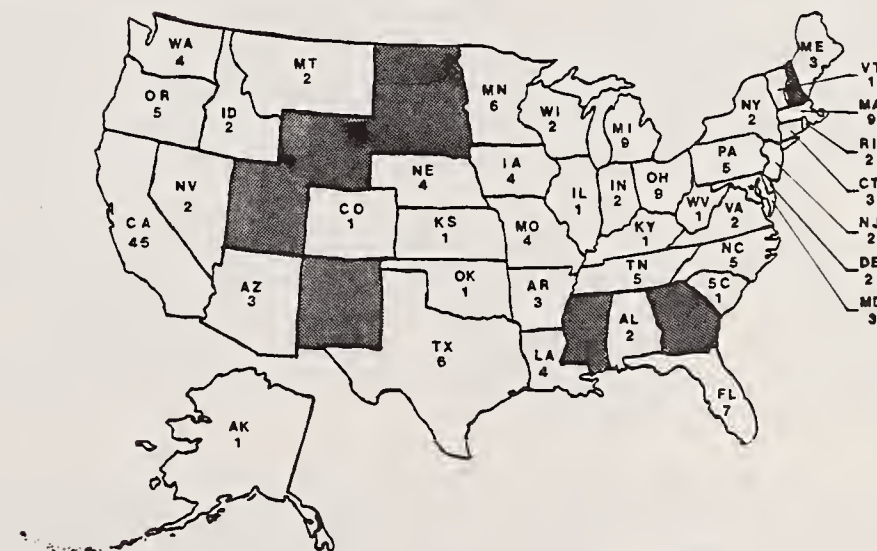 WA
4
OR
5
CA
45
NV
2
ID
2
MT
2
AZ
3
CO
1
NE
4
KS
1
OK
1
TX
6
MN
6
IA
4
MO
4
AR
3
LA
4
WI
2
IL
1
MI
9
IN
2
OH
8
KY
1
TN
5
AL
2
FL
7
SC
1
NC
5
VA
2
WV
1
PA
5
NY
2
ME
3
VT
1
MA
9
RI
2
CT
3
NJ
2
DE
2
MD
3
AK
1